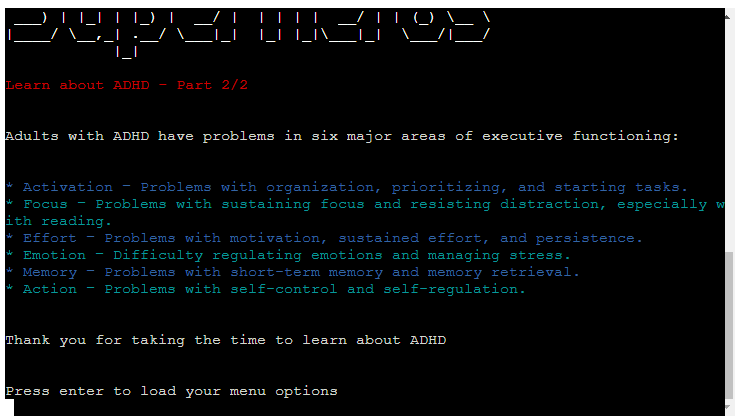 Learn about ADHD – Part 2/2
Adults with ADHD have problems in six major areas of executive functioning:
* Activation – Problems with organization, prioritizing, and starting tasks.
* Focus – Problems with sustaining focus and resisting distraction, especially w
ith reading.
* Effort – Problems with motivation, sustained effort, and persistence.
* Emotion – Difficulty regulating emotions and managing stress.
* Memory – Problems with short-term memory and memory retrieval.
* Action – Problems with self-control and self-regulation.
Thank you for taking the time to learn about ADHD
Press enter to load your menu options